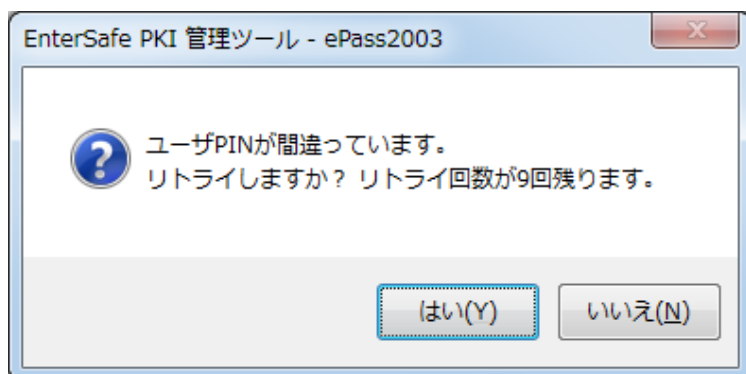 EnterSafe PKI 管理ツール - ePass2003
ユーザPINが間違っています。
リトライしますか？ リトライ回数が9回残ります。
はい(Y) いいえ(N)